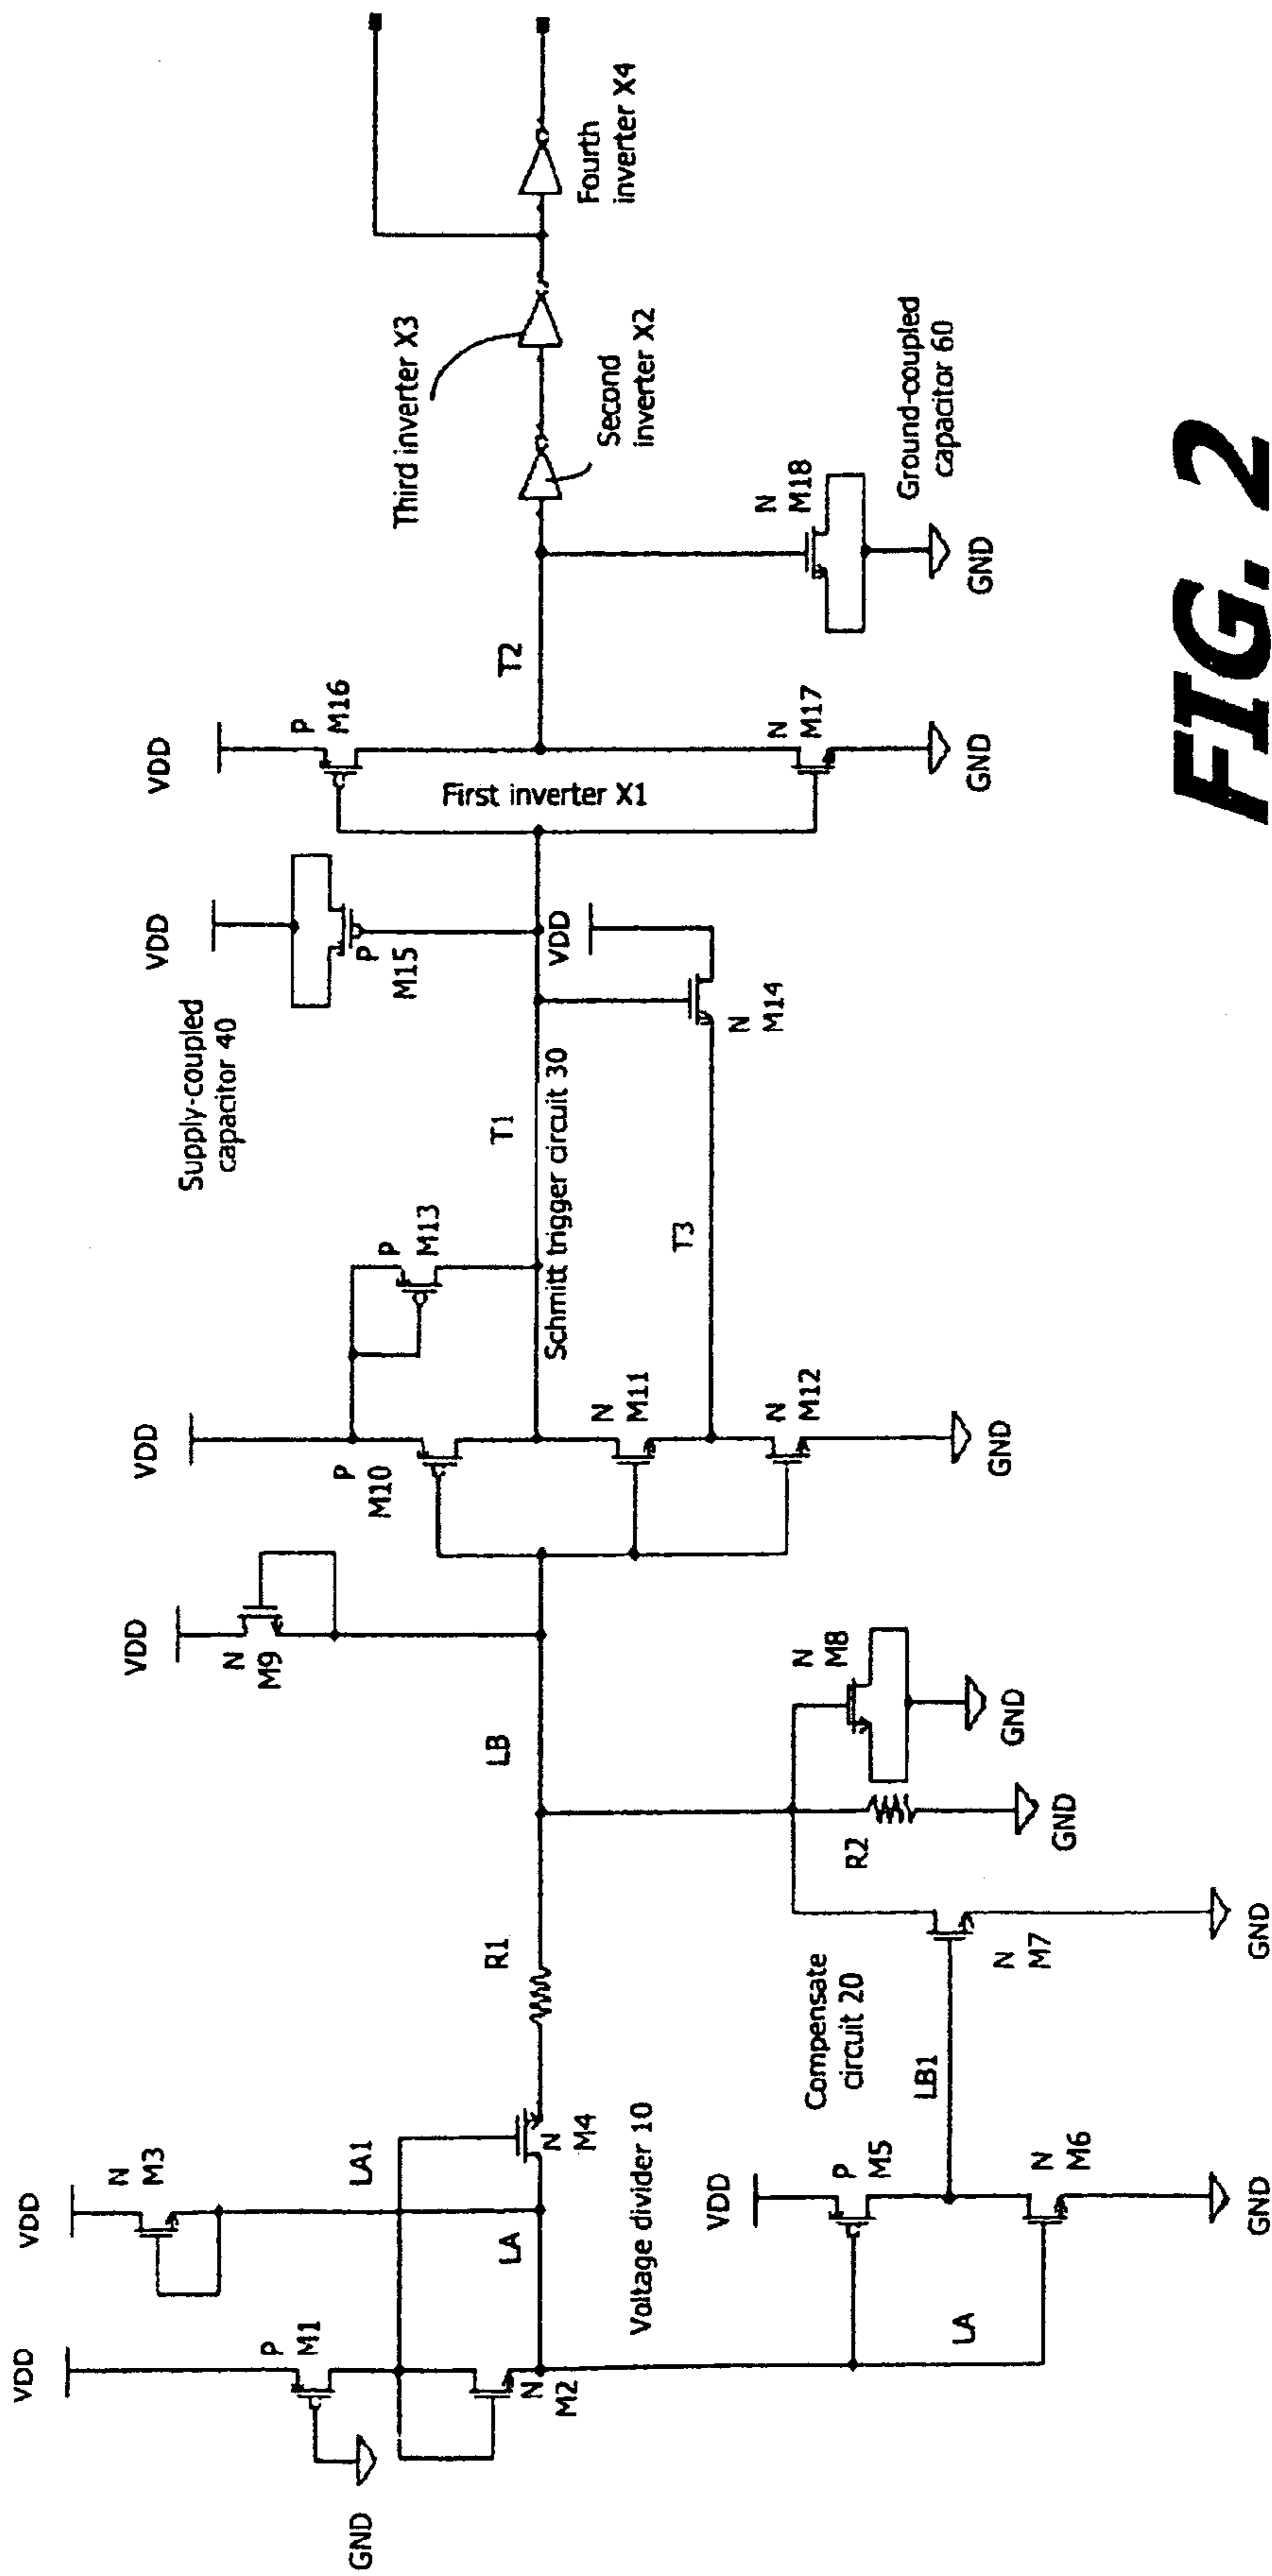 VDD
P
M1
GND
N
M2
VDD
N
M3
LA1
LA
N
M4
Voltage divider 10
LA
VDD
P
M5
N
M6
GND
LB1
Compensate
circuit 20
N
M7
GND
R1
R2
GND
LB
N
M8
GND
VDD
N
M9
VDD
P
M10
N
M11
N
M12
GND
P
M13
Schmitt trigger circuit 30
T1
T3
Supply-coupled
capacitor 40
VDD
P
M15
VDD
N
M14
VDD
P
M16
First inverter X1
N
M17
GND
T2
N
M18
GND
Ground-coupled
capacitor 60
Second
inverter X2
Third inverter X3
Fourth
inverter X4
FIG. 2